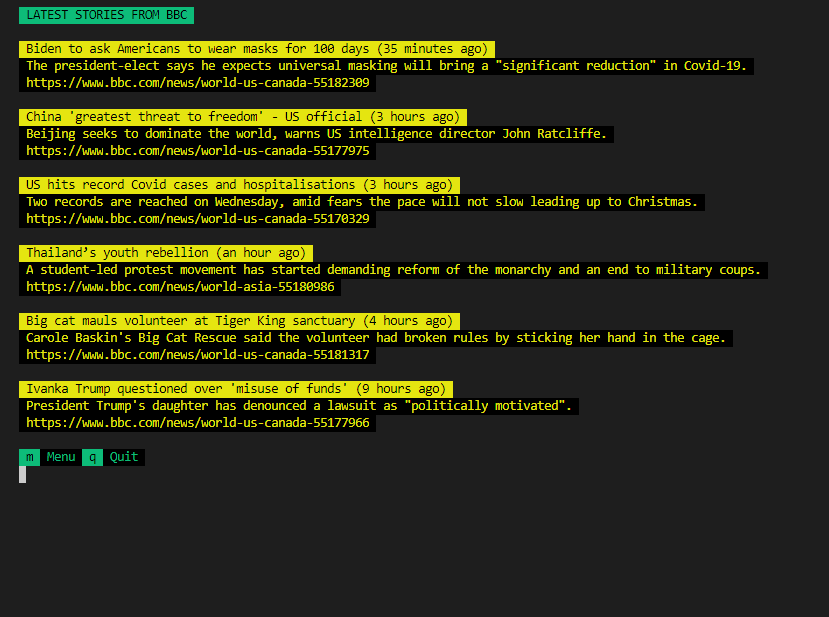 LATEST STORIES FROM BBC
Biden to ask Americans to wear masks for 100 days (35 minutes ago)
The president-elect says he expects universal masking will bring a "significant reduction" in Covid-19.
https://www.bbc.com/news/world-us-canada-55182309
China 'greatest threat to freedom' - US official (3 hours ago)
Beijing seeks to dominate the world, warns US intelligence director John Ratcliffe.
https://www.bbc.com/news/world-us-canada-55177975
US hits record Covid cases and hospitalisations (3 hours ago)
Two records are reached on Wednesday, amid fears the pace will not slow leading up to Christmas.
https://www.bbc.com/news/world-us-canada-55170329
Thailand’s youth rebellion (an hour ago)
A student-led protest movement has started demanding reform of the monarchy and an end to military coups.
https://www.bbc.com/news/world-asia-55180986
Big cat mauls volunteer at Tiger King sanctuary (4 hours ago)
Carole Baskin's Big Cat Rescue said the volunteer had broken rules by sticking her hand in the cage.
https://www.bbc.com/news/world-us-canada-55181317
Ivanka Trump questioned over 'misuse of funds' (9 hours ago)
President Trump's daughter has denounced a lawsuit as "politically motivated".
https://www.bbc.com/news/world-us-canada-55177966
m Menu q Quit